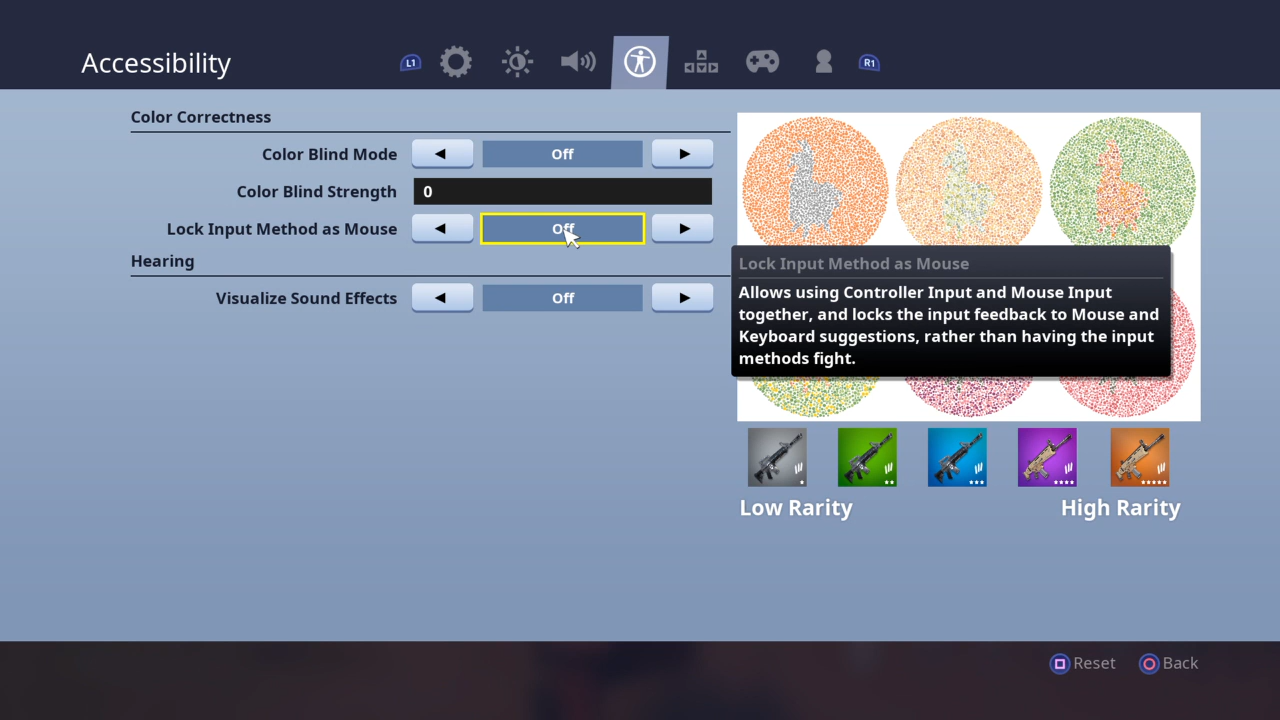 Accessibility
L1
R1
Color Correctness
Color Blind Mode
Off
Color Blind Strength
0
Lock Input Method as Mouse
Off
Hearing
Visualize Sound Effects
Off
Lock Input Method as Mouse
Allows using Controller Input and Mouse Input
together, and locks the input feedback to Mouse and
Keyboard suggestions, rather than having the input
methods fight.
Low Rarity
High Rarity
Reset
Back